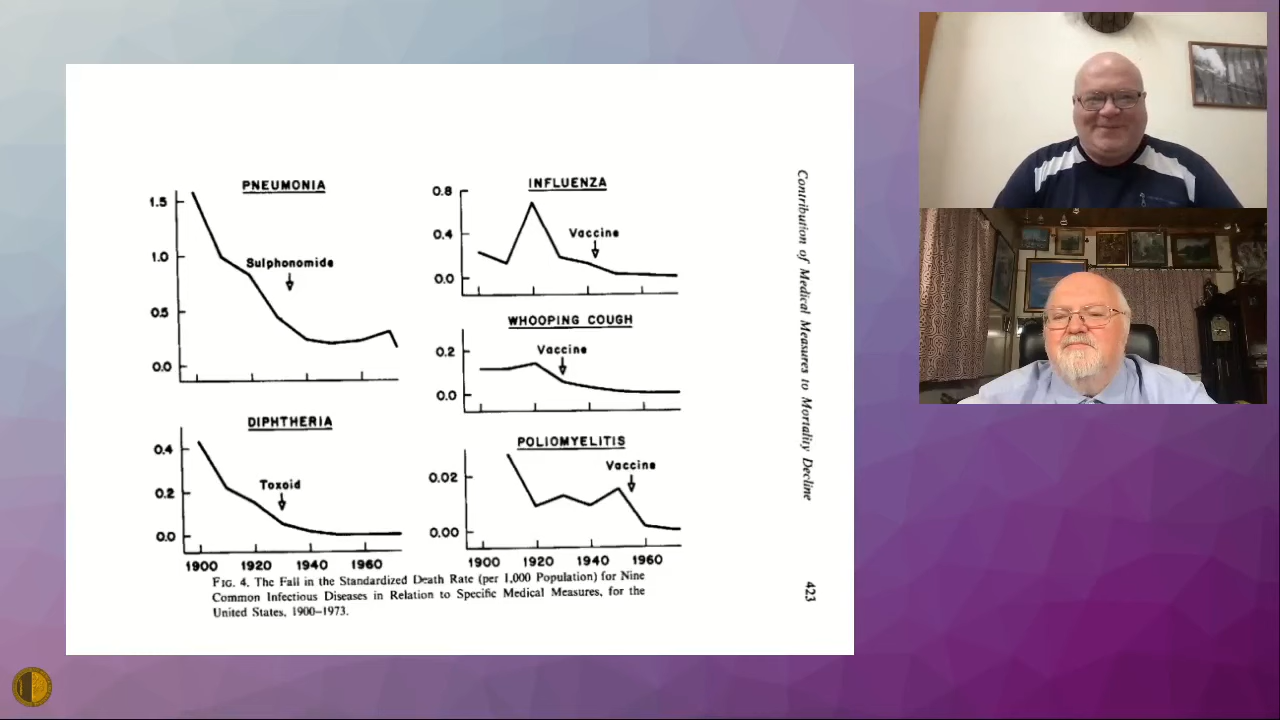 PNEUMONIA
1.5
1.0
Sulphonomide
0.5
0.0
INFLUENZA
0.8
Vaccine
0.4
0.0
WHOOPING COUGH
Vaccine
0.2
0.0
DIPHTHERIA
0.4
Toxoid
0.2
0.0
1900 1920 1940 1960
POLIOMYELITIS
Vaccine
0.02
0.00
1900 1920 1940 1960
FIG. 4. The Fall in the Standardized Death Rate (per 1,000 Population) for Nine
Common Infectious Diseases in Relation to Specific Medical Measures, for the
United States, 1900–1973.
Contribution of Medical Measures to Mortality Decline
423